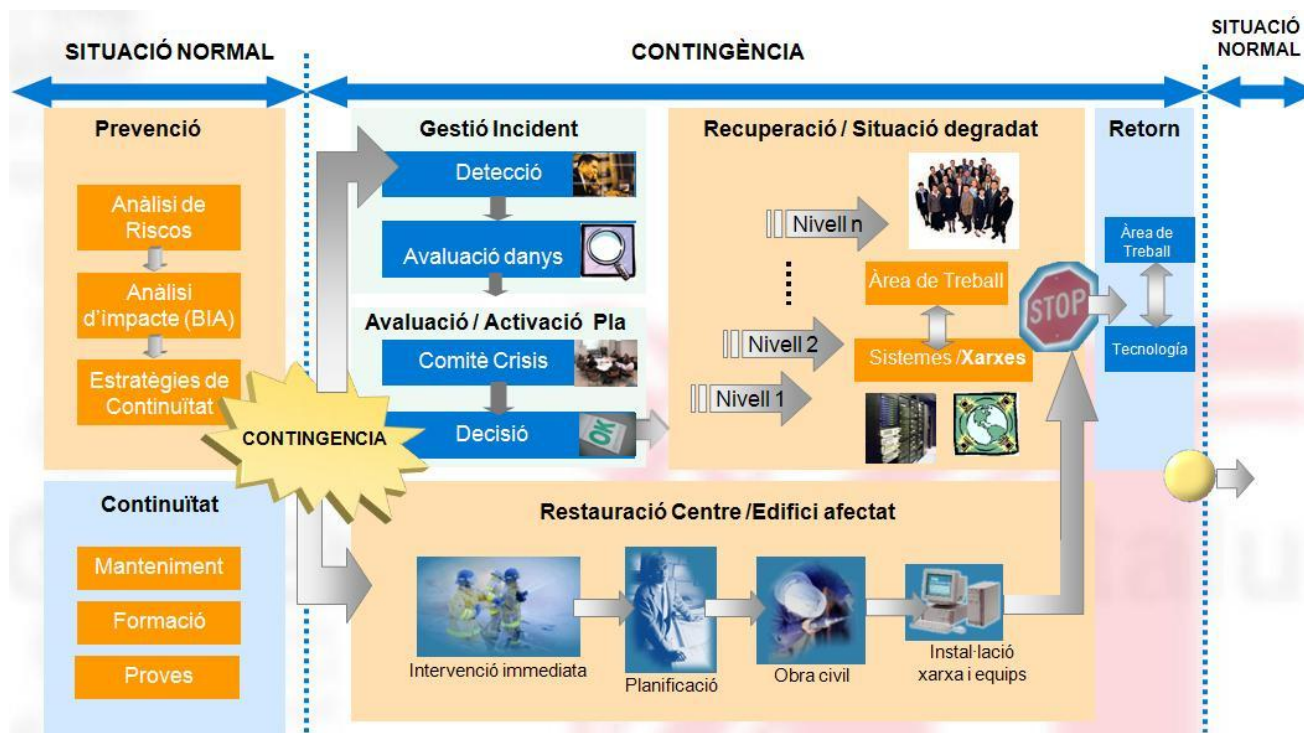 SITUACIÓ NORMAL
CONTINGÈNCIA
SITUACIÓ
NORMAL
Prevenció
Anàlisi de
Riscos
Anàlisi
d'impacte (BIA)
Estratègies de
Continuïtat
CONTINGENCIA
Continuïtat
Manteniment
Formació
Proves
Gestió Incident
Detecció
Avaluació danys
Avaluació / Activació Pla
Comitè Crisis
Decisió
OK
Recuperació / Situació degradat
Nivell n
Nivell 2
Nivell 1
Àrea de Treball
Sistemes /Xarxes
STOP
Retorn
Àrea de
Treball
Tecnología
Restauració Centre /Edifici afectat
Intervenció immediata
Planificació
Obra civil
Instal·lació
xarxa i equips